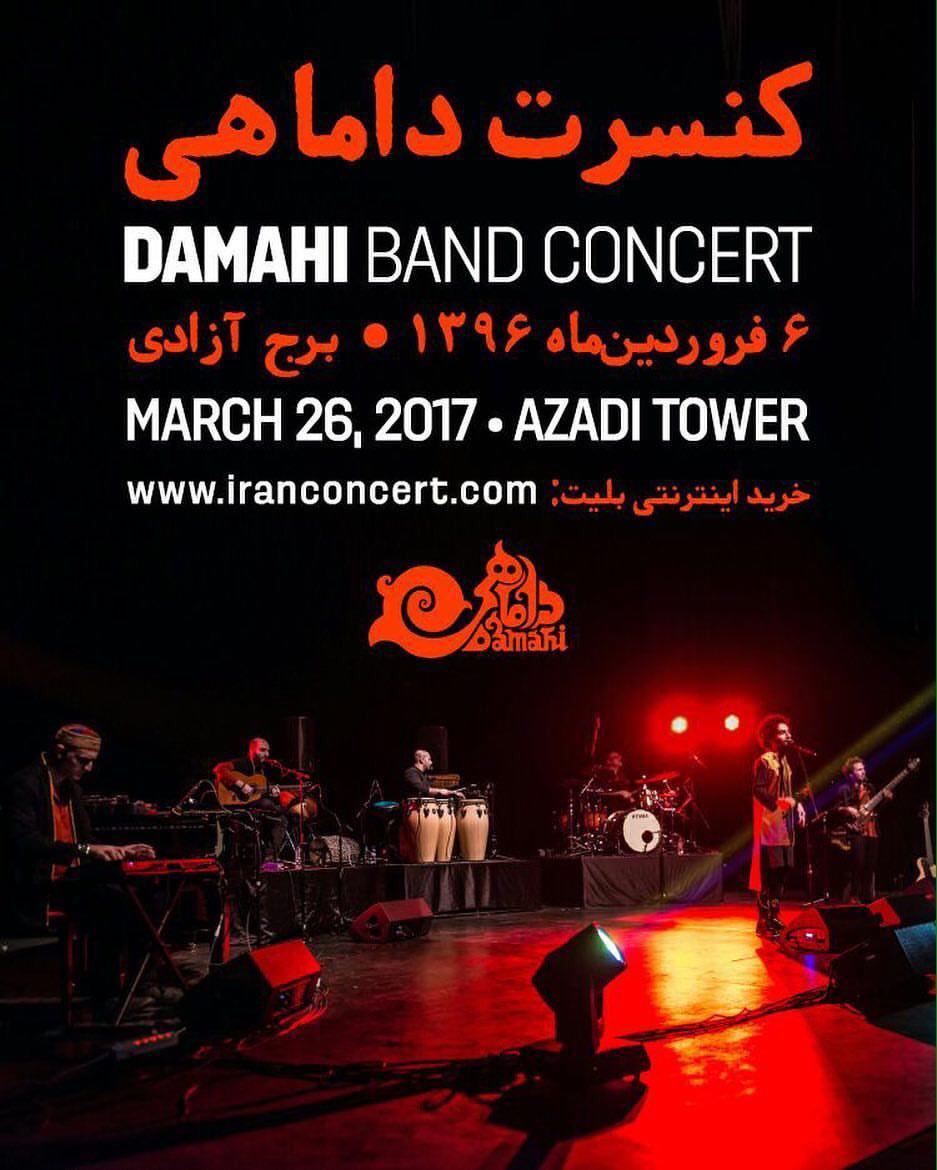 کنسرت داماهی
DAMAHI BAND CONCERT
۶ فروردین‌ماه ۱۳۹۶ • برج آزادی
MARCH 26, 2017 • AZADI TOWER
خرید اینترنتی بلیت: www.iranconcert.com
داماهی
Damahi
TAMA